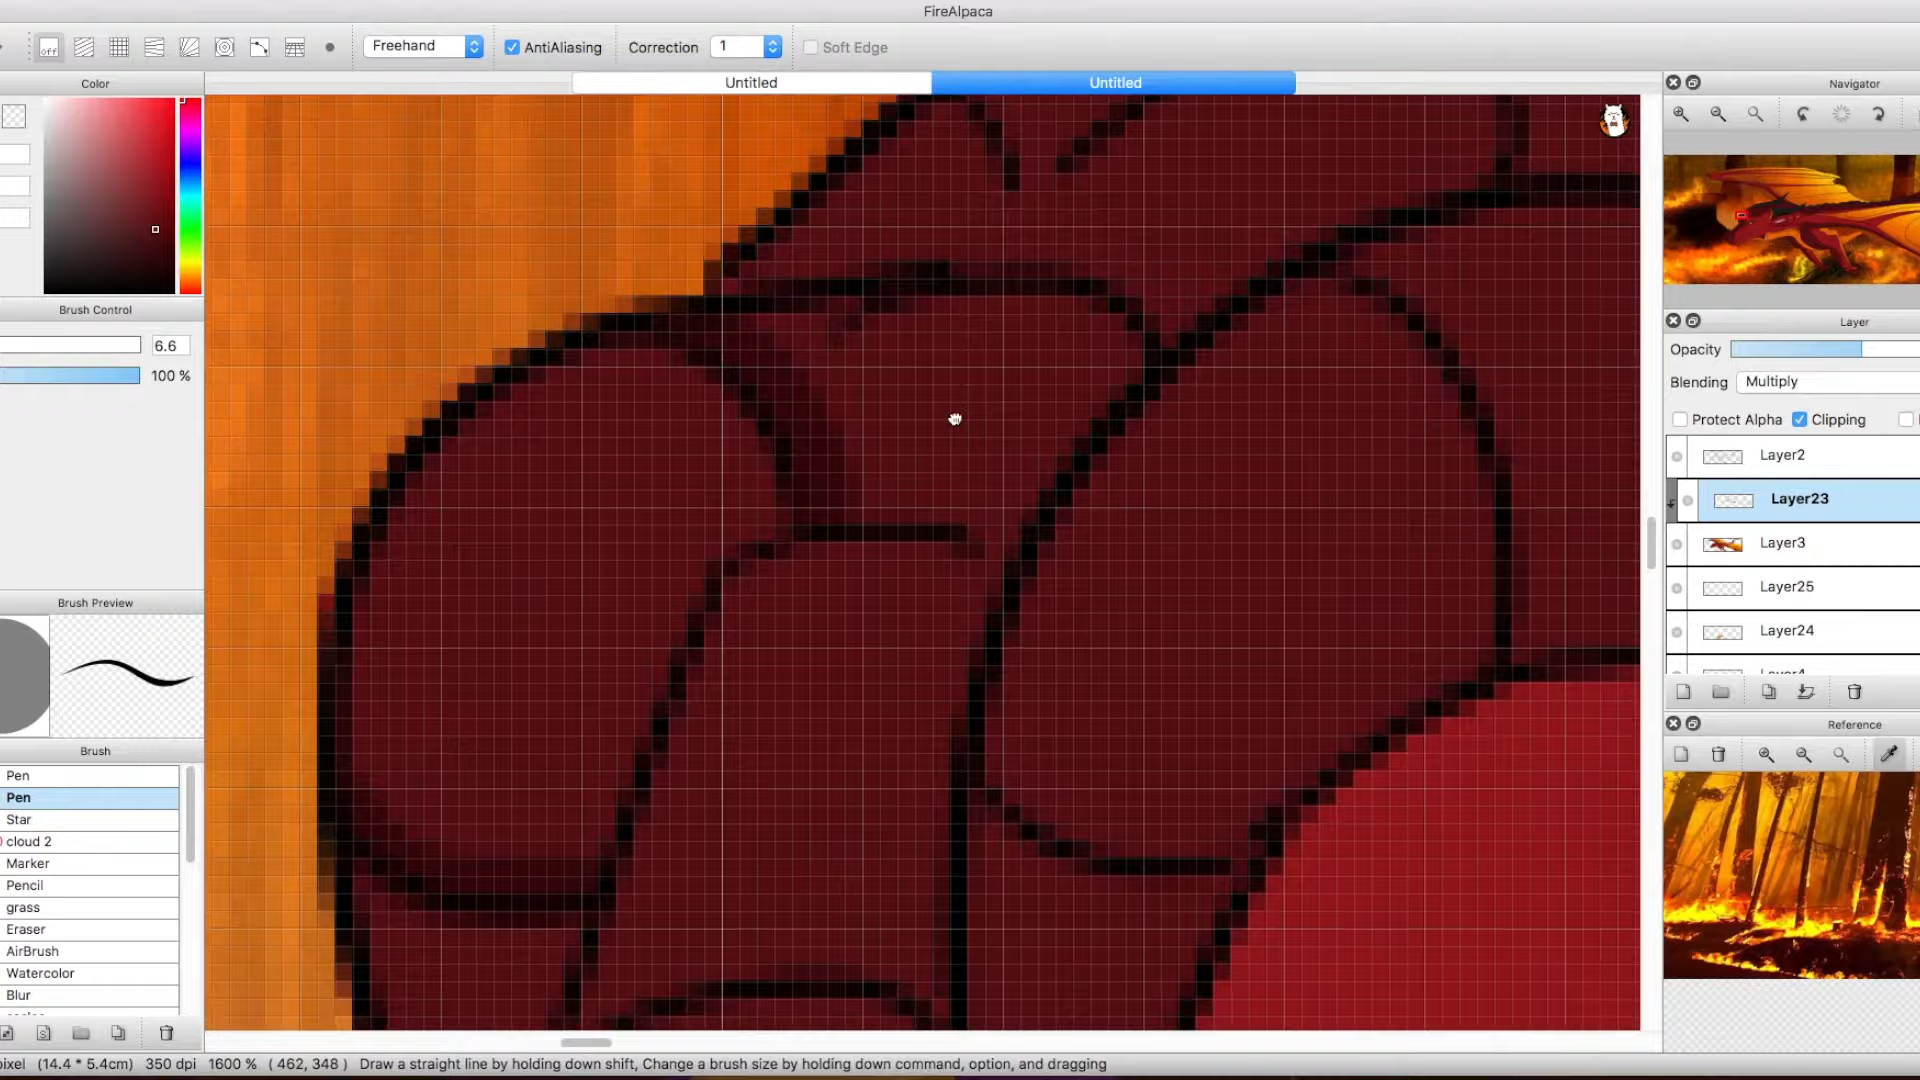 FireAlpaca
off
Freehand
AntiAliasing
Correction
1
Soft Edge
Color
Untitled
Untitled
Navigator
Brush Control
6.6
100 %
Layer
Opacity
Blending
Multiply
Protect Alpha
Clipping
Layer2
Layer23
Layer3
Layer25
Layer24
Brush Preview
Reference
Brush
Pen
Pen
Star
cloud 2
Marker
Pencil
grass
Eraser
AirBrush
Watercolor
Blur
pixel (14.4 * 5.4cm) 350 dpi 1600 % ( 462, 348 ) Draw a straight line by holding down shift, Change a brush size by holding down command, option, and dragging